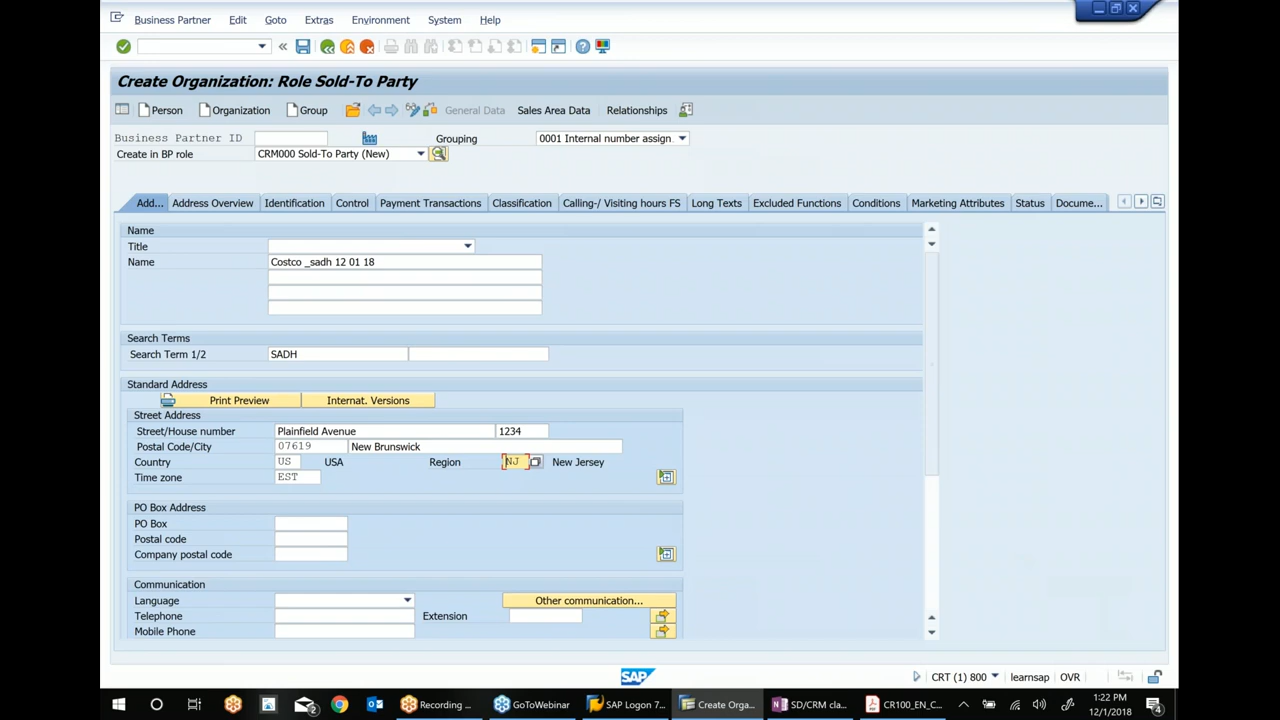 Business Partner Edit Goto Extras Environment System Help
Create Organization: Role Sold-To Party
Person Organization Group General Data Sales Area Data Relationships
Business Partner ID Grouping 0001 Internal number assign.
Create in BP role CRM000 Sold-To Party (New)
Add... Address Overview Identification Control Payment Transactions Classification Calling-/ Visiting hours FS Long Texts Excluded Functions Conditions Marketing Attributes Status Docume...
Name
Title
Name Costco _sadh 12 01 18
Search Terms
Search Term 1/2 SADH
Standard Address
Print Preview Internat. Versions
Street Address
Street/House number Plainfield Avenue 1234
Postal Code/City 07619 New Brunswick
Country US USA Region NJ New Jersey
Time zone EST
PO Box Address
PO Box
Postal code
Company postal code
Communication
Language Other communication...
Telephone Extension
Mobile Phone
SAP CRT (1) 800 learnsap OVR
Recording ... GoToWebinar SAP Logon 7... Create Orga... SD/CRM cla... CR100_EN_C... 1:22 PM
12/1/2018